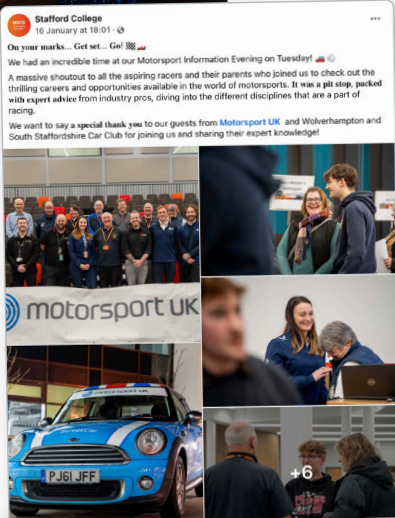 Stafford College
16 January at 18:01 ·
On your marks... Get set... Go! 🏁🏎️
We had an incredible time at our Motorsport Information Evening on Tuesday! 🚗💨
A massive shoutout to all the aspiring racers and their parents who joined us to check out the
thrilling careers and opportunities available in the world of motorsports. It was a pit stop, packed
with expert advice from industry pros, diving into the different disciplines that are a part of
racing.
We want to say a special thank you to our guests from Motorsport UK and Wolverhampton and
South Staffordshire Car Club for joining us and sharing their expert knowledge!
motorsport UK
PJ61 JFF
+6